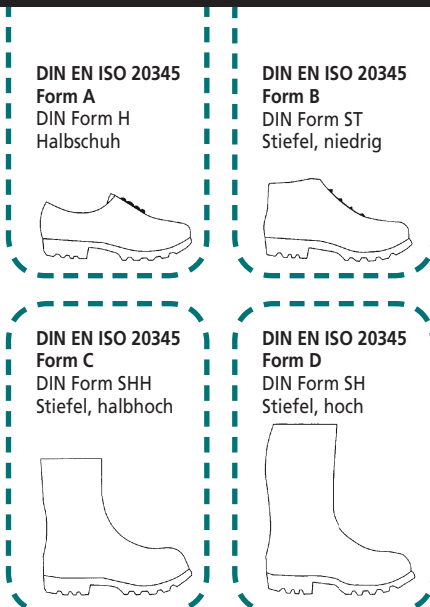 DIN EN ISO 20345
Form A
DIN Form H
Halbschuh
DIN EN ISO 20345
Form B
DIN Form ST
Stiefel, niedrig
DIN EN ISO 20345
Form C
DIN Form SHH
Stiefel, halbhoch
DIN EN ISO 20345
Form D
DIN Form SH
Stiefel, hoch